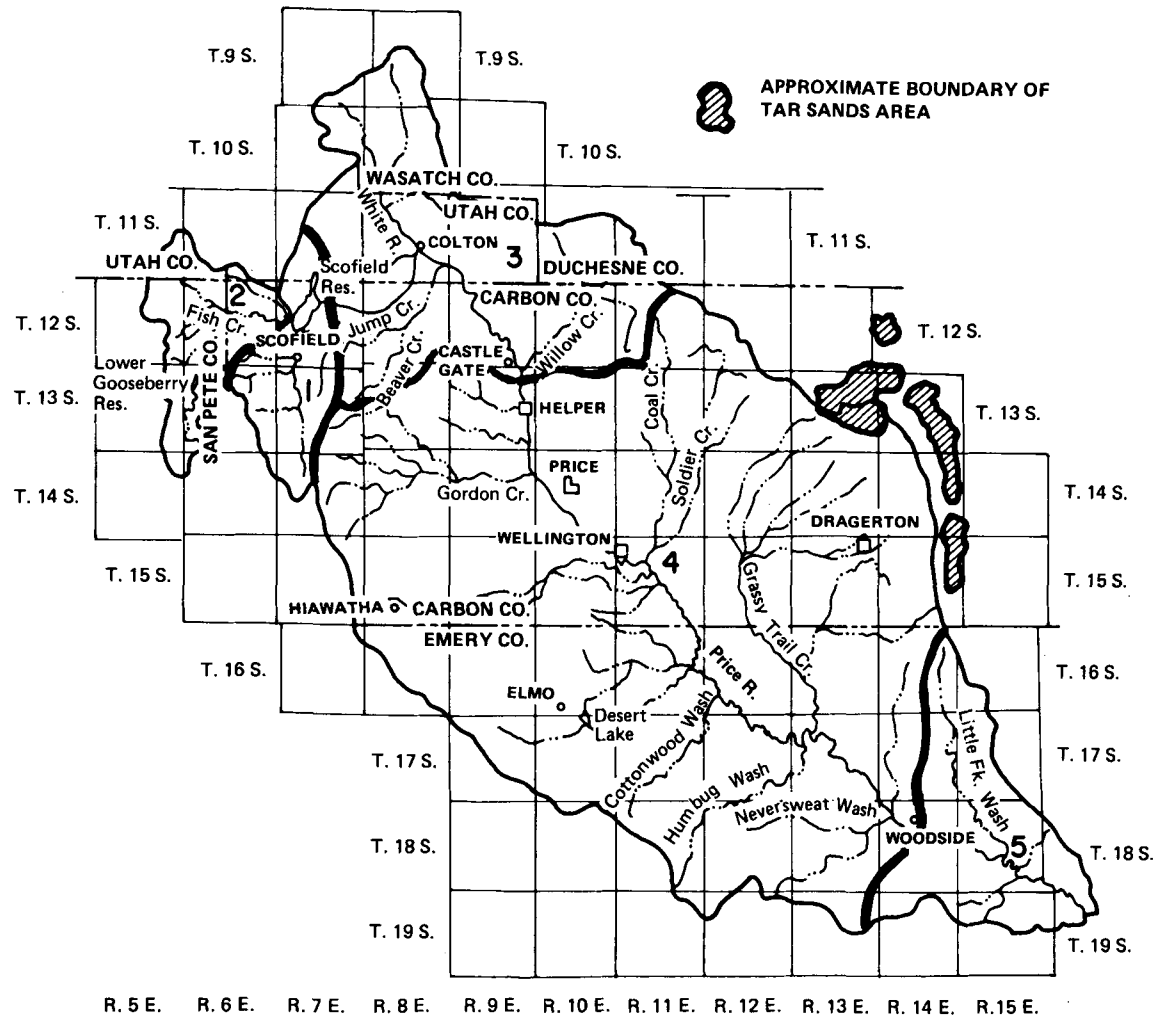 T.9 S.
T.9 S.
APPROXIMATE BOUNDARY OF
TAR SANDS AREA
T. 10 S.
T. 10 S.
WASATCH CO.
White R.
UTAH CO.
T. 11 S.
COLTON
3
T. 11 S.
UTAH CO.
Scofield
Res.
DUCHESNE CO.
2
CARBON CO.
T. 12 S.
Fish Cr.
Jump Cr.
Willow Cr.
T. 12 S.
SCOFIELD
Lower
Gooseberry
Res.
SAN PETE CO.
Beaver Cr.
CASTLE
GATE
Coal Cr.
T. 13 S.
HELPER
T. 13 S.
Soldier Cr.
PRICE
T. 14 S.
Gordon Cr.
T. 14 S.
DRAGERTON
WELLINGTON
4
T. 15 S.
Grassy Trail Cr.
T. 15 S.
HIAWATHA
CARBON CO.
EMERY CO.
T. 16 S.
Price R.
T. 16 S.
ELMO
Desert
Lake
Cottonwood Wash
Little Fk. Wash
T. 17 S.
T. 17 S.
Humbug Wash
Neversweat Wash
WOODSIDE
T. 18 S.
5
T. 18 S.
T. 19 S.
T. 19 S.
R. 5 E. R. 6 E. R. 7 E. R. 8 E. R. 9 E. R. 10 E. R. 11 E. R. 12 E. R. 13 E. R. 14 E. R. 15 E.